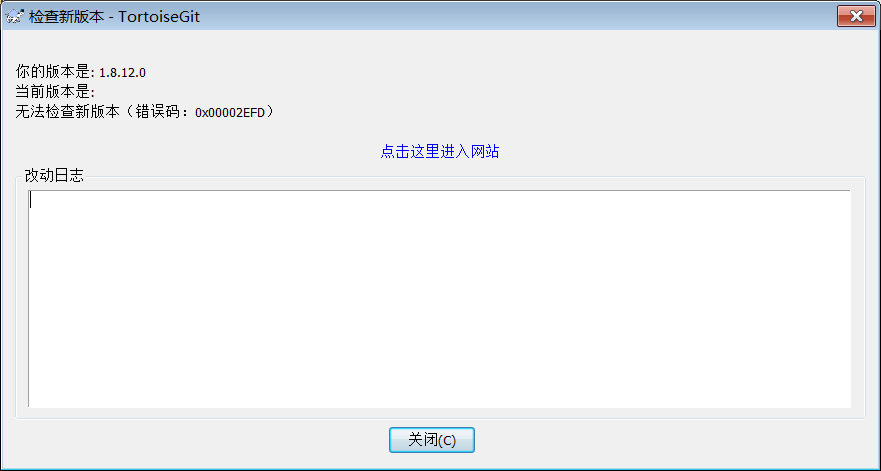 检查新版本 - TortoiseGit
你的版本是: 1.8.12.0
当前版本是:
无法检查新版本（错误码：0x00002EFD）
点击这里进入网站
改动日志
关闭(C)